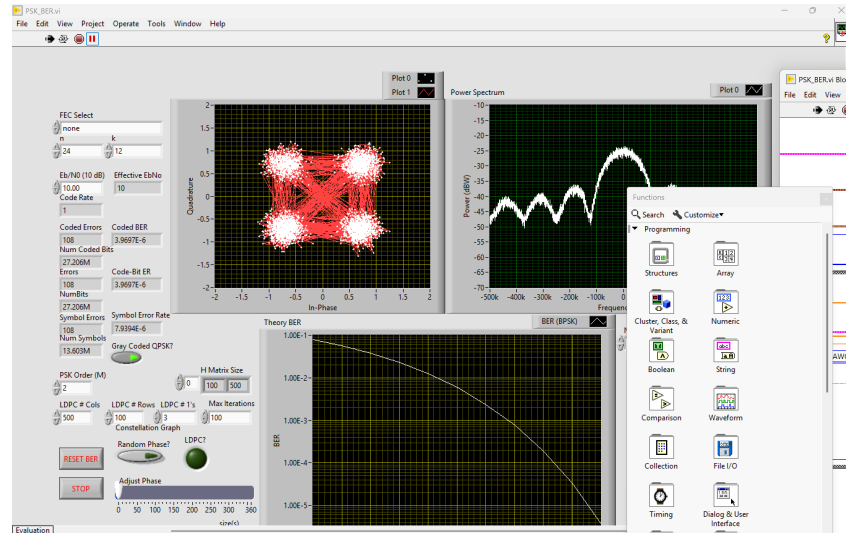 PSK_BER.vi
File Edit View Project Operate Tools Window Help
Plot 0
Plot 1
Power Spectrum
Plot 0
PSK_BER.vi Blo
File Edit View
FEC Select
none
n k
24 12
Eb/N0 (10 dB) Effective EbNo
10.00 10
Code Rate
1
Coded Errors Coded BER
108 3.9697E-6
Num Coded Bits
27.206M
Errors Code-Bit ER
108 3.9697E-6
NumBits
27.206M
Symbol Errors Symbol Error Rate
108 7.9394E-6
Num Symbols
13.603M
Gray Coded QPSK?
PSK Order (M)
2
H Matrix Size
0 100 500
LDPC # Cols LDPC # Rows LDPC # 1's Max Iterations
500 100 3 100
Constellation Graph
Random Phase? LDPC?
RESET BER
STOP
Adjust Phase
0 50 100 150 200 250 300 360
size(s)
Evaluation
Quadrature
2
1.5
1
0.5
0
-0.5
-1
-1.5
-2
-2 -1.5 -1 -0.5 0 0.5 1 1.5 2
In-Phase
Power (dBW)
-10
-15
-20
-25
-30
-35
-40
-45
-50
-55
-60
-65
-70
-500k -400k -300k -200k -100k 0
Theory BER
BER (BPSK)
BER
1.00E-1
1.00E-2
1.00E-3
1.00E-4
1.00E-5
Functions
Search Customize
Programming
Structures Array
Cluster, Class, & Variant
Numeric
Boolean String
Comparison Waveform
Collection File I/O
Timing
Dialog & User Interface